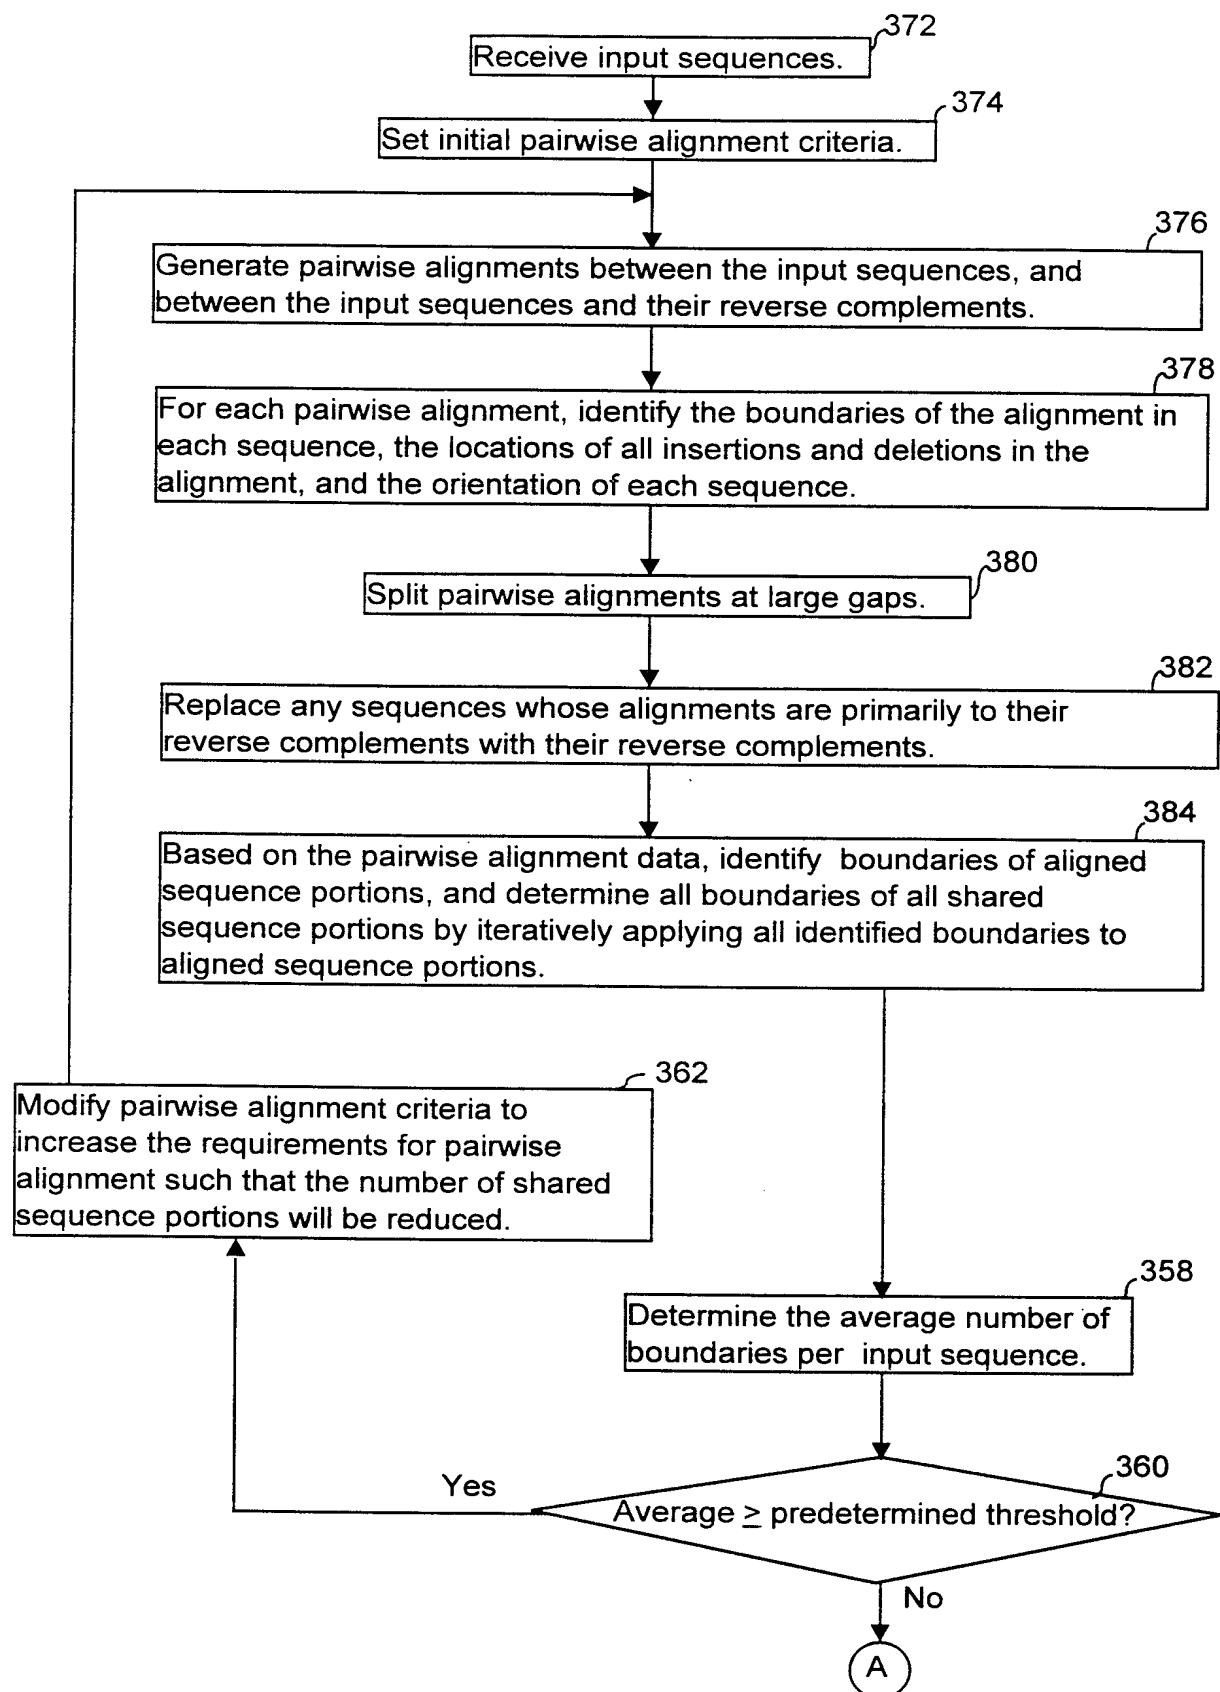 372
Receive input sequences.
374
Set initial pairwise alignment criteria.
376
Generate pairwise alignments between the input sequences, and
between the input sequences and their reverse complements.
378
For each pairwise alignment, identify the boundaries of the alignment in
each sequence, the locations of all insertions and deletions in the
alignment, and the orientation of each sequence.
380
Split pairwise alignments at large gaps.
382
Replace any sequences whose alignments are primarily to their
reverse complements with their reverse complements.
384
Based on the pairwise alignment data, identify boundaries of aligned
sequence portions, and determine all boundaries of all shared
sequence portions by iteratively applying all identified boundaries to
aligned sequence portions.
362
Modify pairwise alignment criteria to
increase the requirements for pairwise
alignment such that the number of shared
sequence portions will be reduced.
358
Determine the average number of
boundaries per input sequence.
360
Yes
Average ≥ predetermined threshold?
No
A